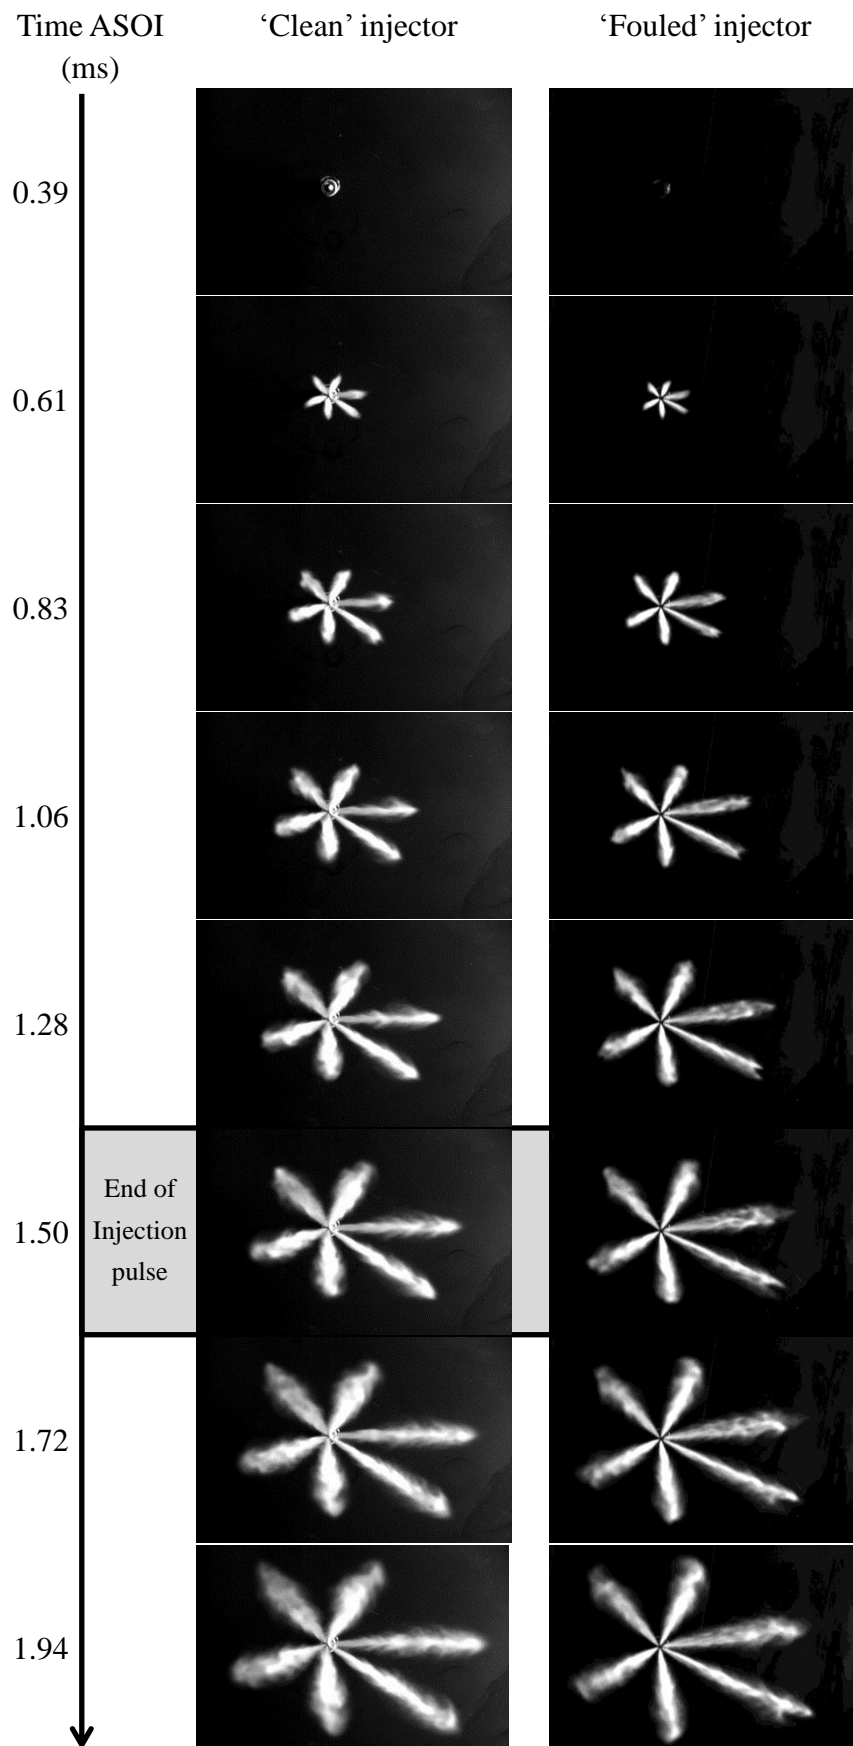 Time ASOI
(ms)
‘Clean’ injector
‘Fouled’ injector
0.39
0.61
0.83
1.06
1.28
1.50
End of
Injection
pulse
1.72
1.94